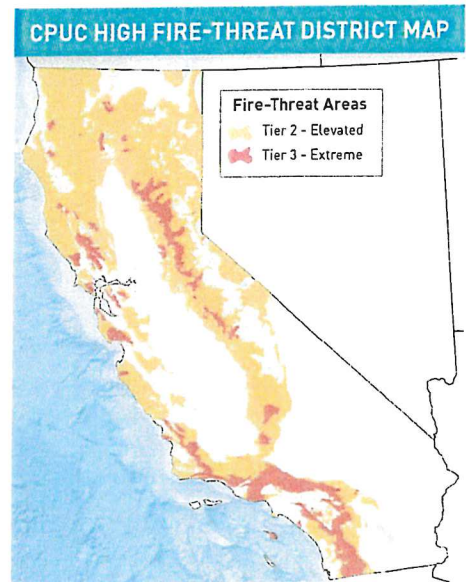 CPUC HIGH FIRE-THREAT DISTRICT MAP
Fire-Threat Areas
Tier 2 - Elevated
Tier 3 - Extreme